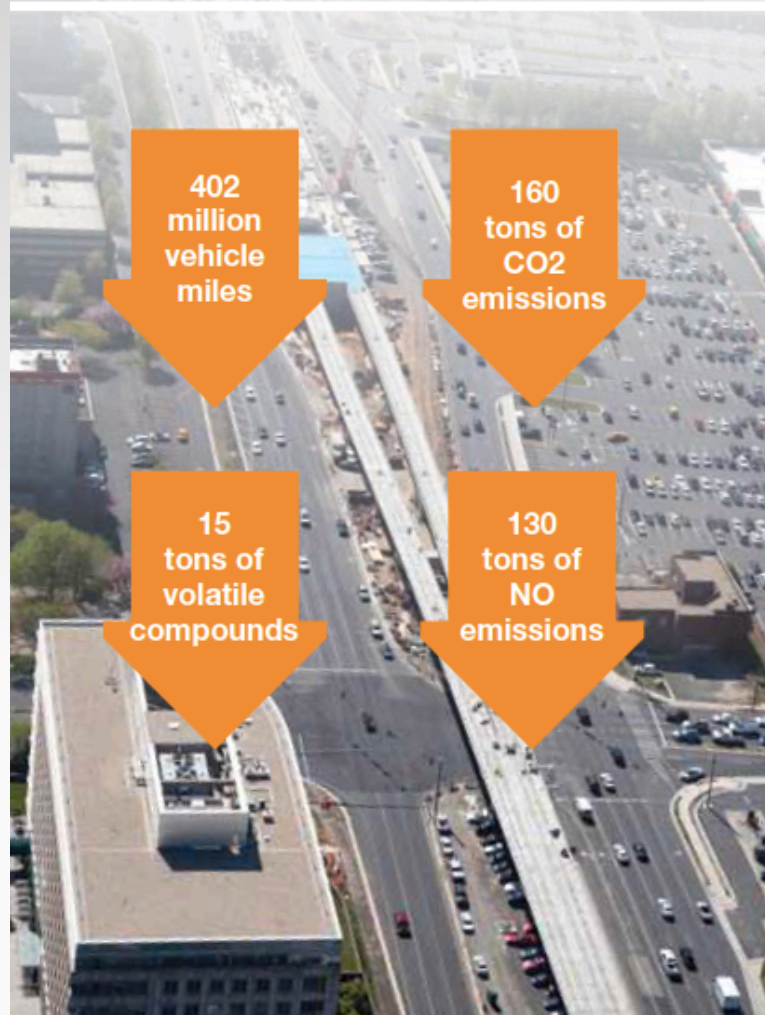 402
million
vehicle
miles
160
tons of
CO2
emissions
15
tons of
volatile
compounds
130
tons of
NO
emissions